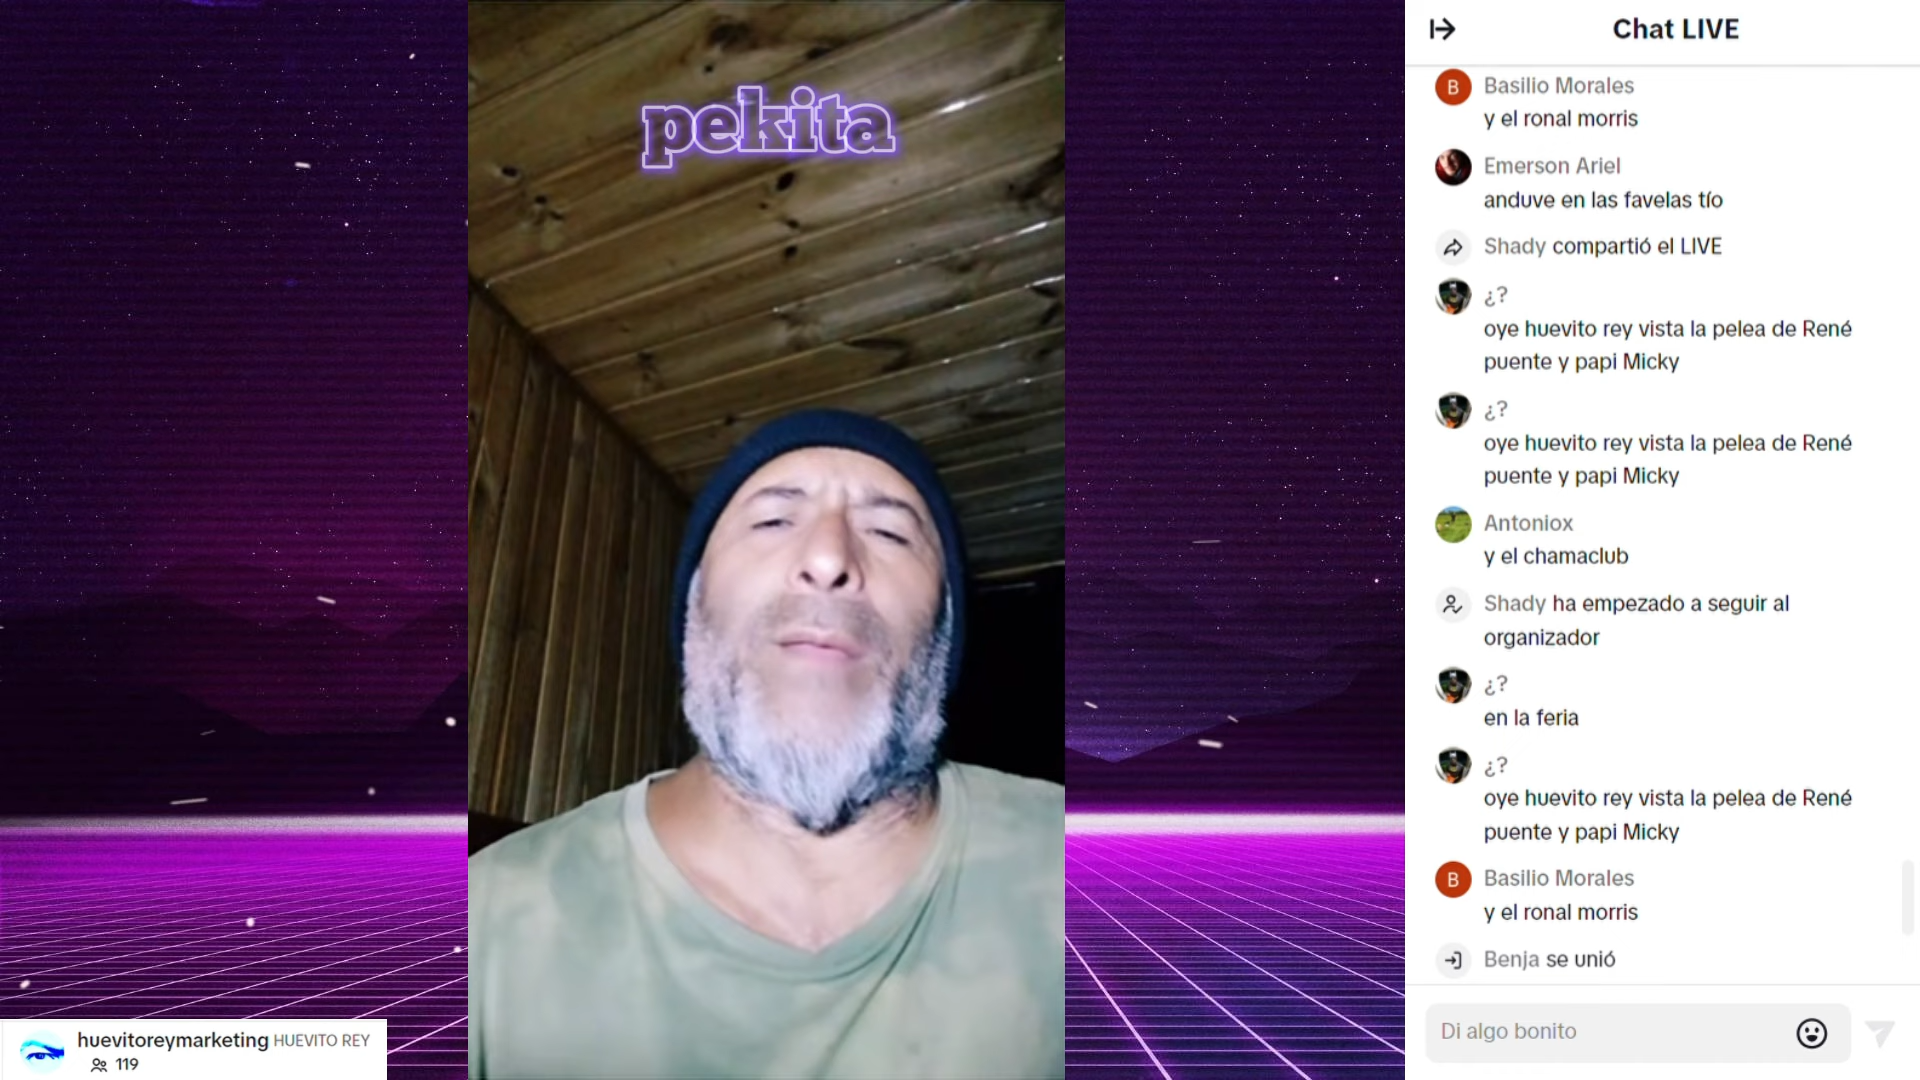 pekita
huevitoreymarketing HUEVITO REY
119
Chat LIVE
B
Basilio Morales
y el ronal morris
Emerson Ariel
anduve en las favelas tío
Shady compartió el LIVE
¿?
oye huevito rey vista la pelea de René
puente y papi Micky
¿?
oye huevito rey vista la pelea de René
puente y papi Micky
Antoniox
y el chamaclub
Shady ha empezado a seguir al
organizador
¿?
en la feria
¿?
oye huevito rey vista la pelea de René
puente y papi Micky
B
Basilio Morales
y el ronal morris
Benja se unió
Di algo bonito